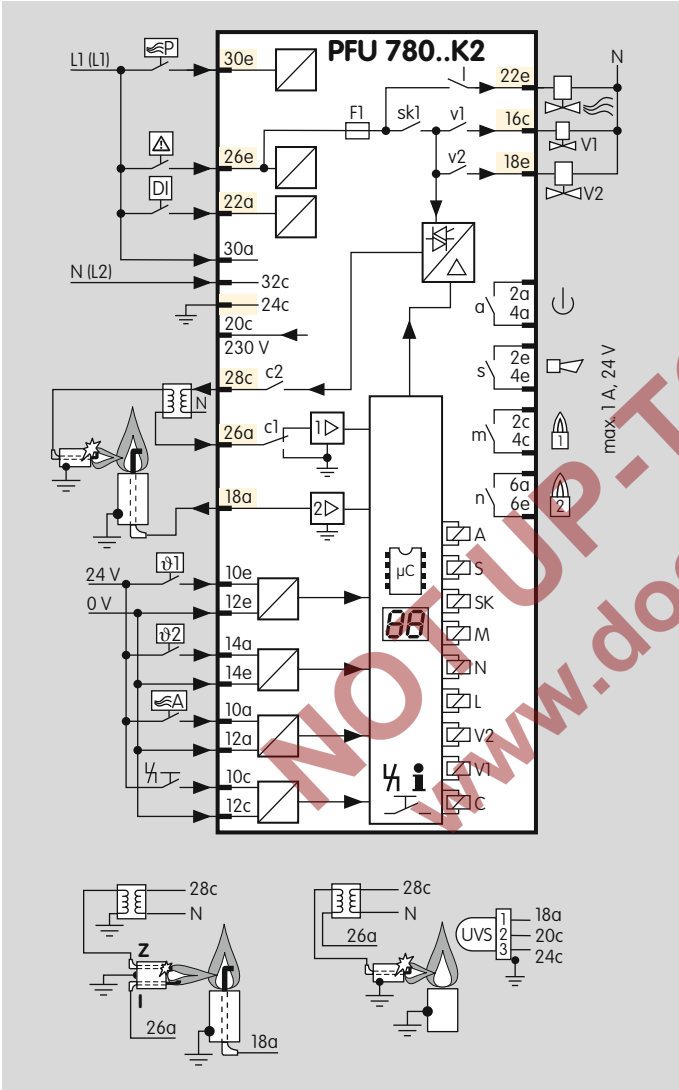 PFU 780..K2
L1 (L1)
P
30e
l
22e
N
F1
sk1
v1
16c
V1
⚠
26e
v2
18e
V2
DI
22a
30a
N (L2)
32c
24c
20c
230 V
a
2a
4a
28c
c2
s
2e
4e
N
26a
c1
1
m
2c
4c
1
max. 1 A, 24 V
18a
2
n
6a
6e
2
A
µC
S
24 V
ϑ1
10e
SK
0 V
12e
88
M
ϑ2
14a
N
14e
L
A
10a
V2
12a
V1
10c
i
C
12c
NOT UP-TO
www.doc
28c
N
Z
I
26a
18a
28c
N
26a
UVS
1
2
3
18a
20c
24c